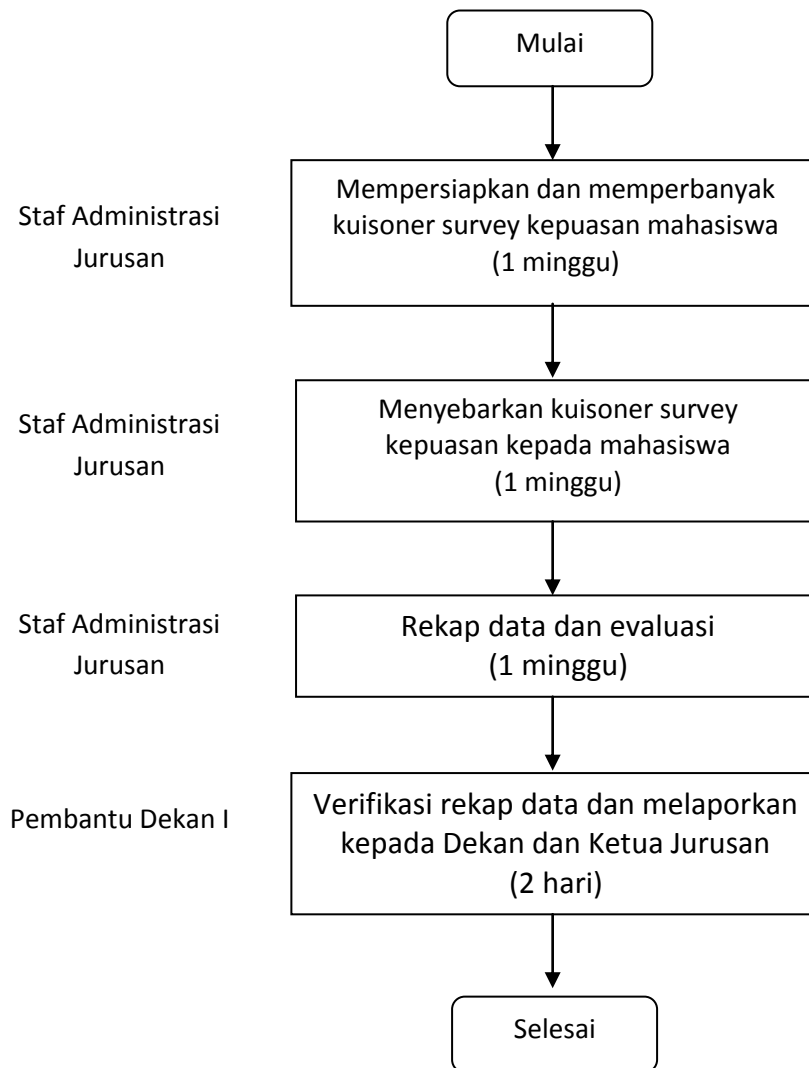 Mulai
Staf Administrasi
Jurusan
Mempersiapkan dan memperbanyak
kuisoner survey kepuasan mahasiswa
(1 minggu)
Staf Administrasi
Jurusan
Menyebarkan kuisoner survey
kepuasan kepada mahasiswa
(1 minggu)
Staf Administrasi
Jurusan
Rekap data dan evaluasi
(1 minggu)
Pembantu Dekan I
Verifikasi rekap data dan melaporkan
kepada Dekan dan Ketua Jurusan
(2 hari)
Selesai